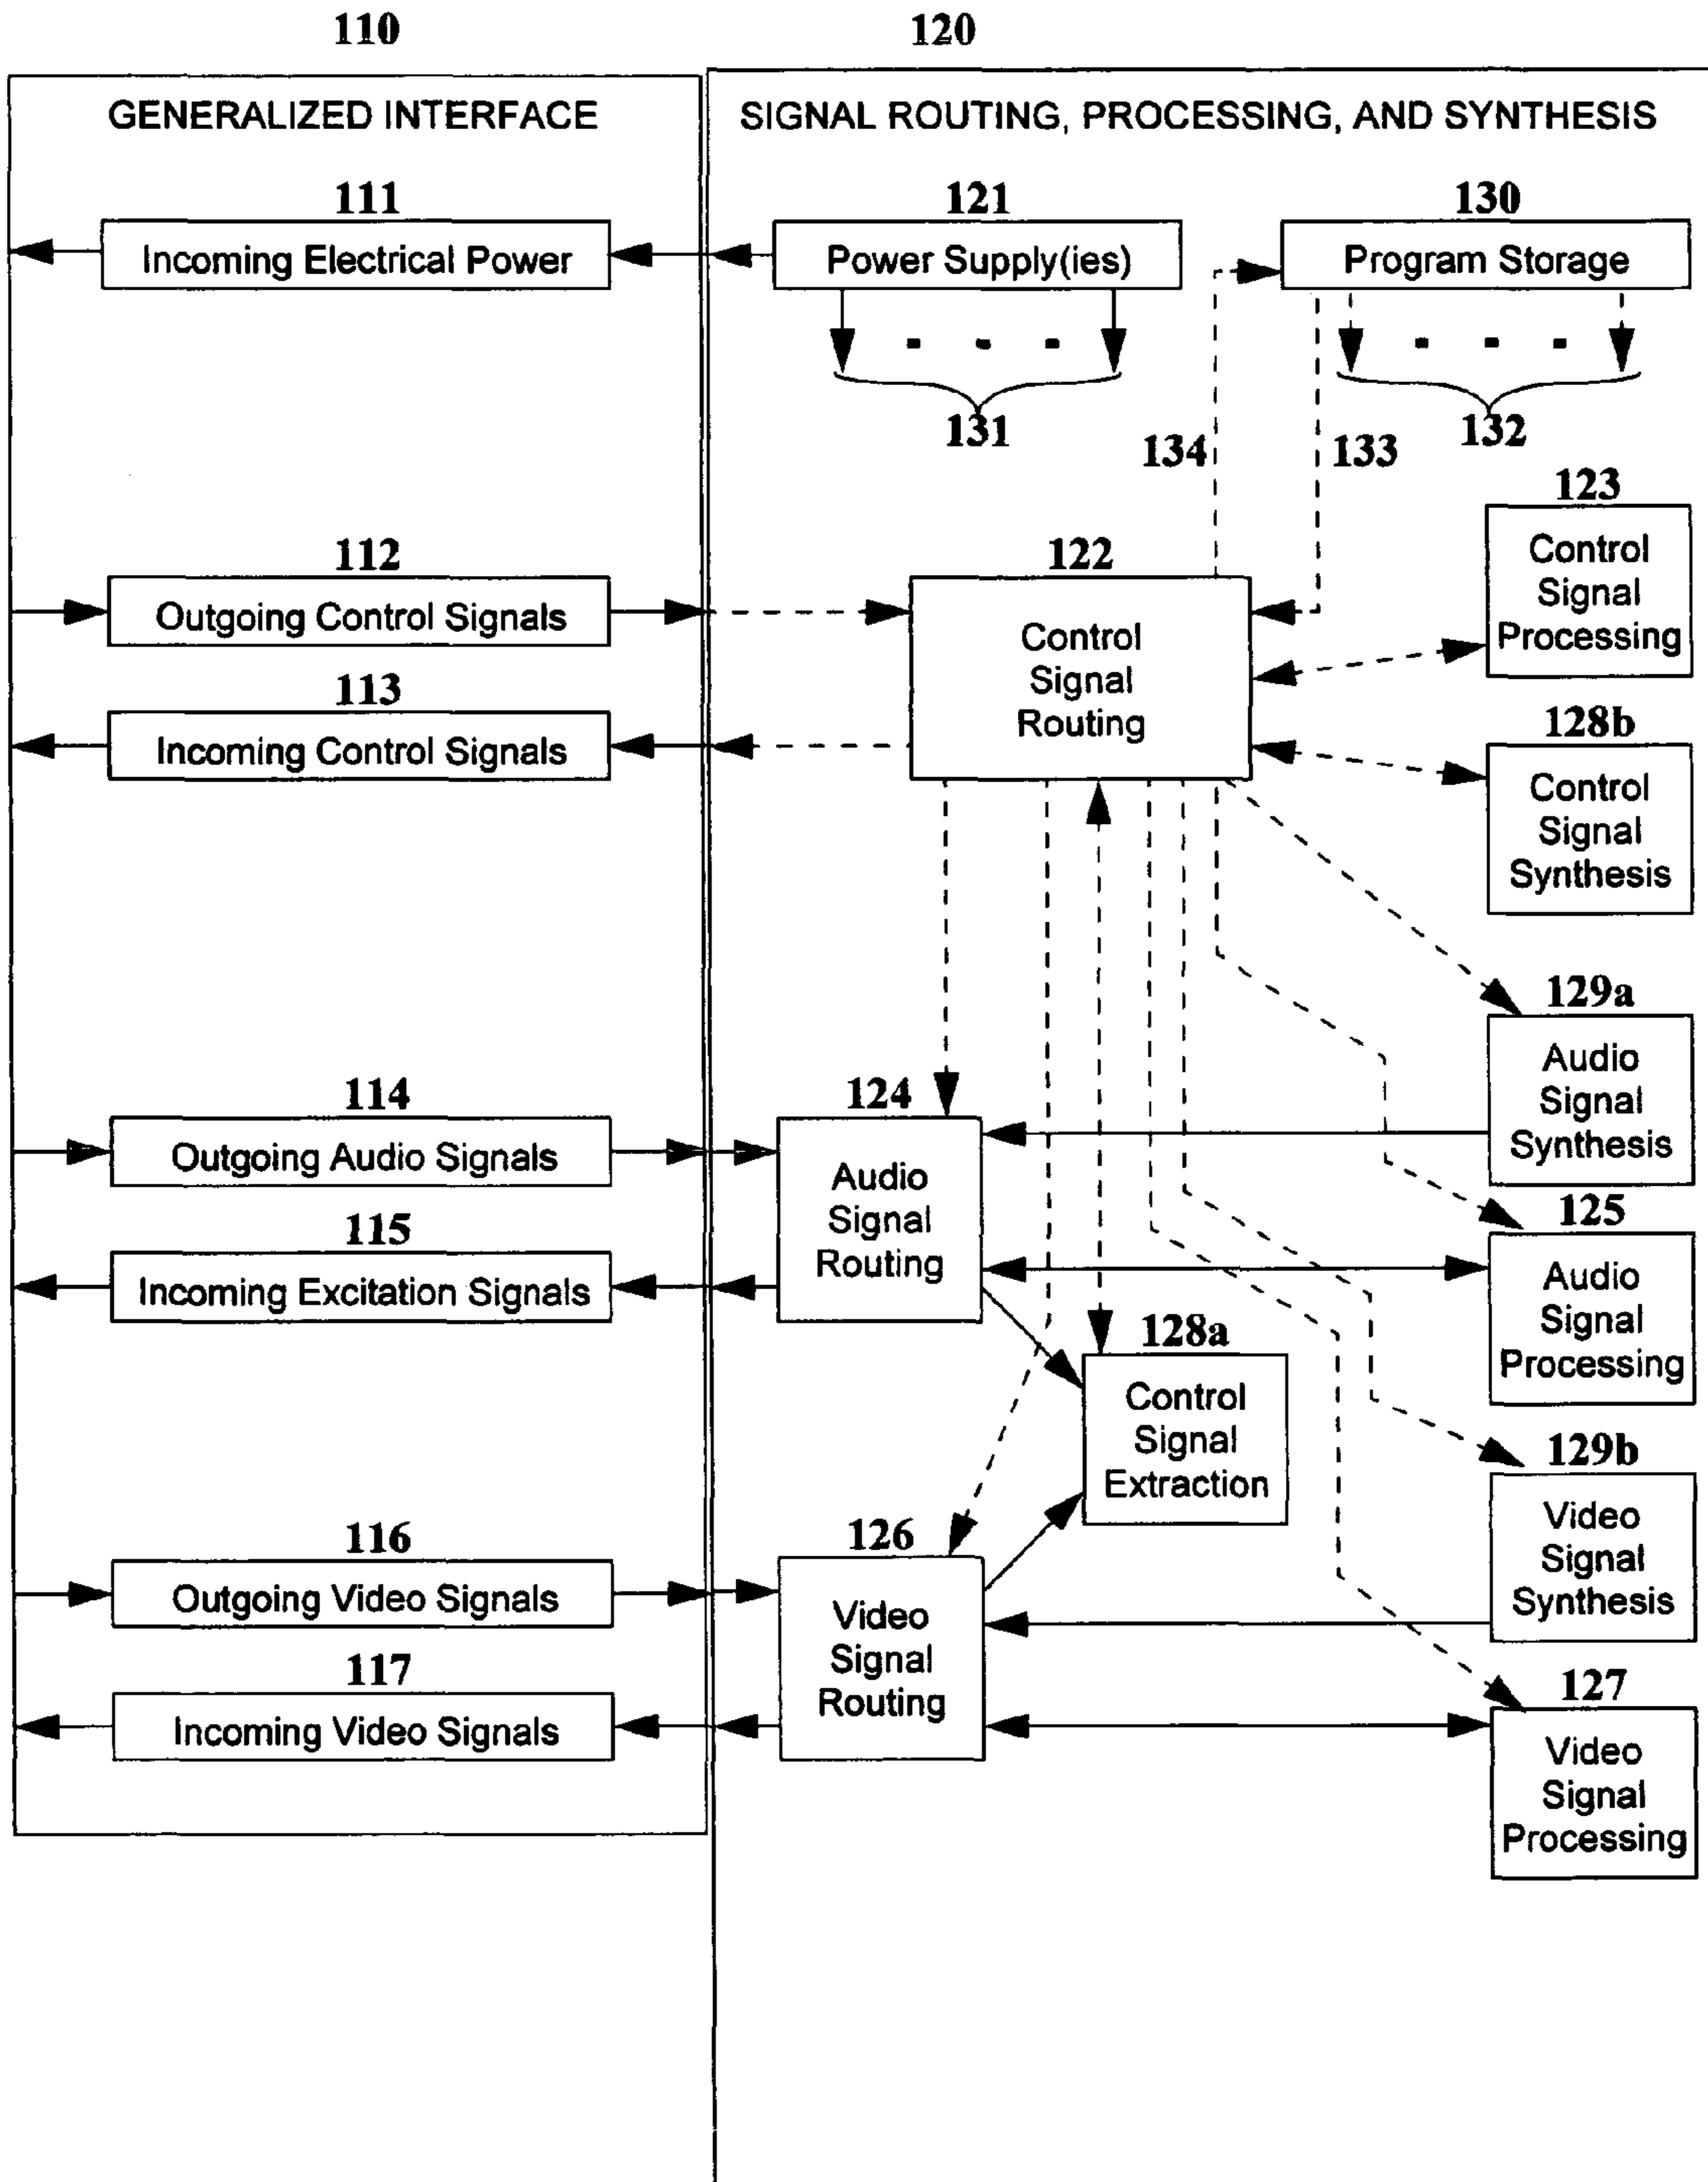 110
120
GENERALIZED INTERFACE
SIGNAL ROUTING, PROCESSING, AND SYNTHESIS
111
Incoming Electrical Power
121
Power Supply(ies)
130
Program Storage
131
132
134
133
112
Outgoing Control Signals
113
Incoming Control Signals
122
Control
Signal
Routing
123
Control
Signal
Processing
128b
Control
Signal
Synthesis
129a
Audio
Signal
Synthesis
114
Outgoing Audio Signals
115
Incoming Excitation Signals
124
Audio
Signal
Routing
125
Audio
Signal
Processing
128a
Control
Signal
Extraction
129b
Video
Signal
Synthesis
116
Outgoing Video Signals
117
Incoming Video Signals
126
Video
Signal
Routing
127
Video
Signal
Processing